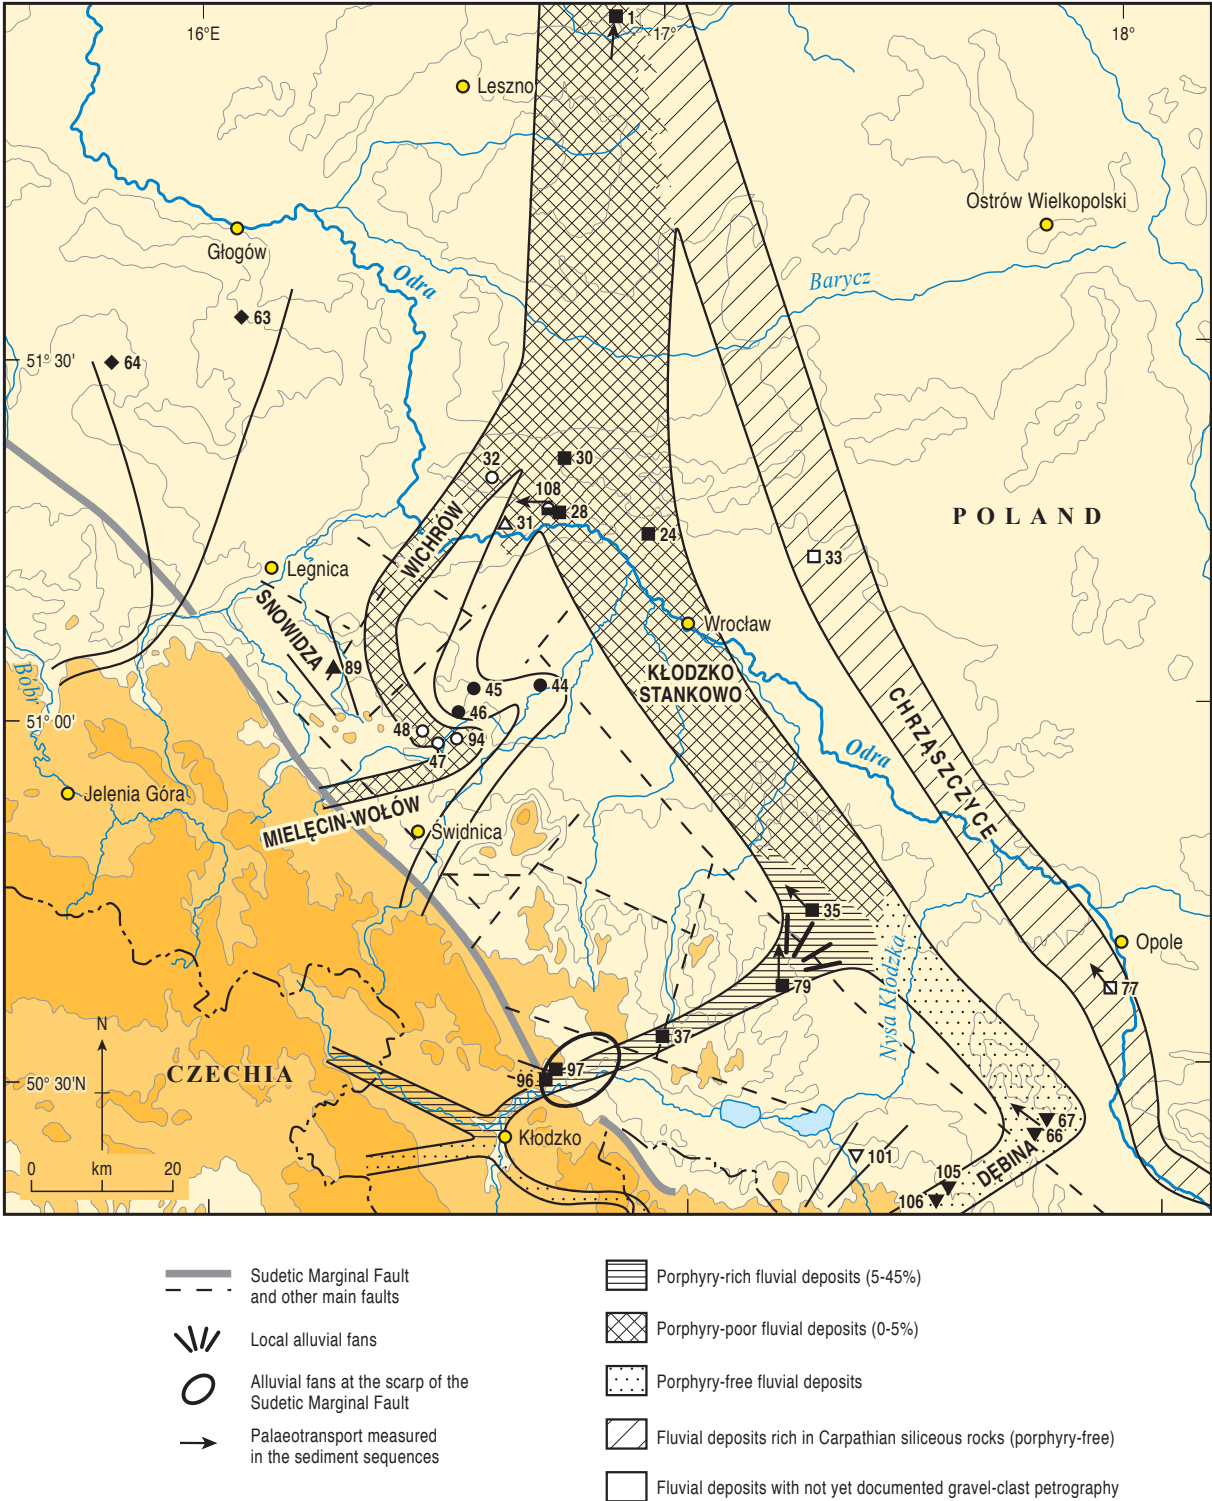 16°E
1
17°
18°
Leszno
Ostrów Wielkopolski
Głogów
Odra
Barycz
63
51° 30'
64
32
30
108
28
31
24
WICHRÓW
POLAND
33
Legnica
SNOWIDZA
Wrocław
89
KŁODZKO
STANKOWO
Bóbr
45
44
46
51° 00'
48
94
47
CHRZĄSZCZYCE
Odra
Jelenia Góra
MIELĘCIN-WOŁÓW
Świdnica
35
Opole
Nysa Kłodzka
79
77
N
37
CZECHIA
97
96
50° 30'N
67
66
Kłodzko
101
DĘBINA
0 km 20
105
106
Sudetic Marginal Fault
and other main faults
Local alluvial fans
Alluvial fans at the scarp of the
Sudetic Marginal Fault
Palaeotransport measured
in the sediment sequences
Porphyry-rich fluvial deposits (5-45%)
Porphyry-poor fluvial deposits (0-5%)
Porphyry-free fluvial deposits
Fluvial deposits rich in Carpathian siliceous rocks (porphyry-free)
Fluvial deposits with not yet documented gravel-clast petrography